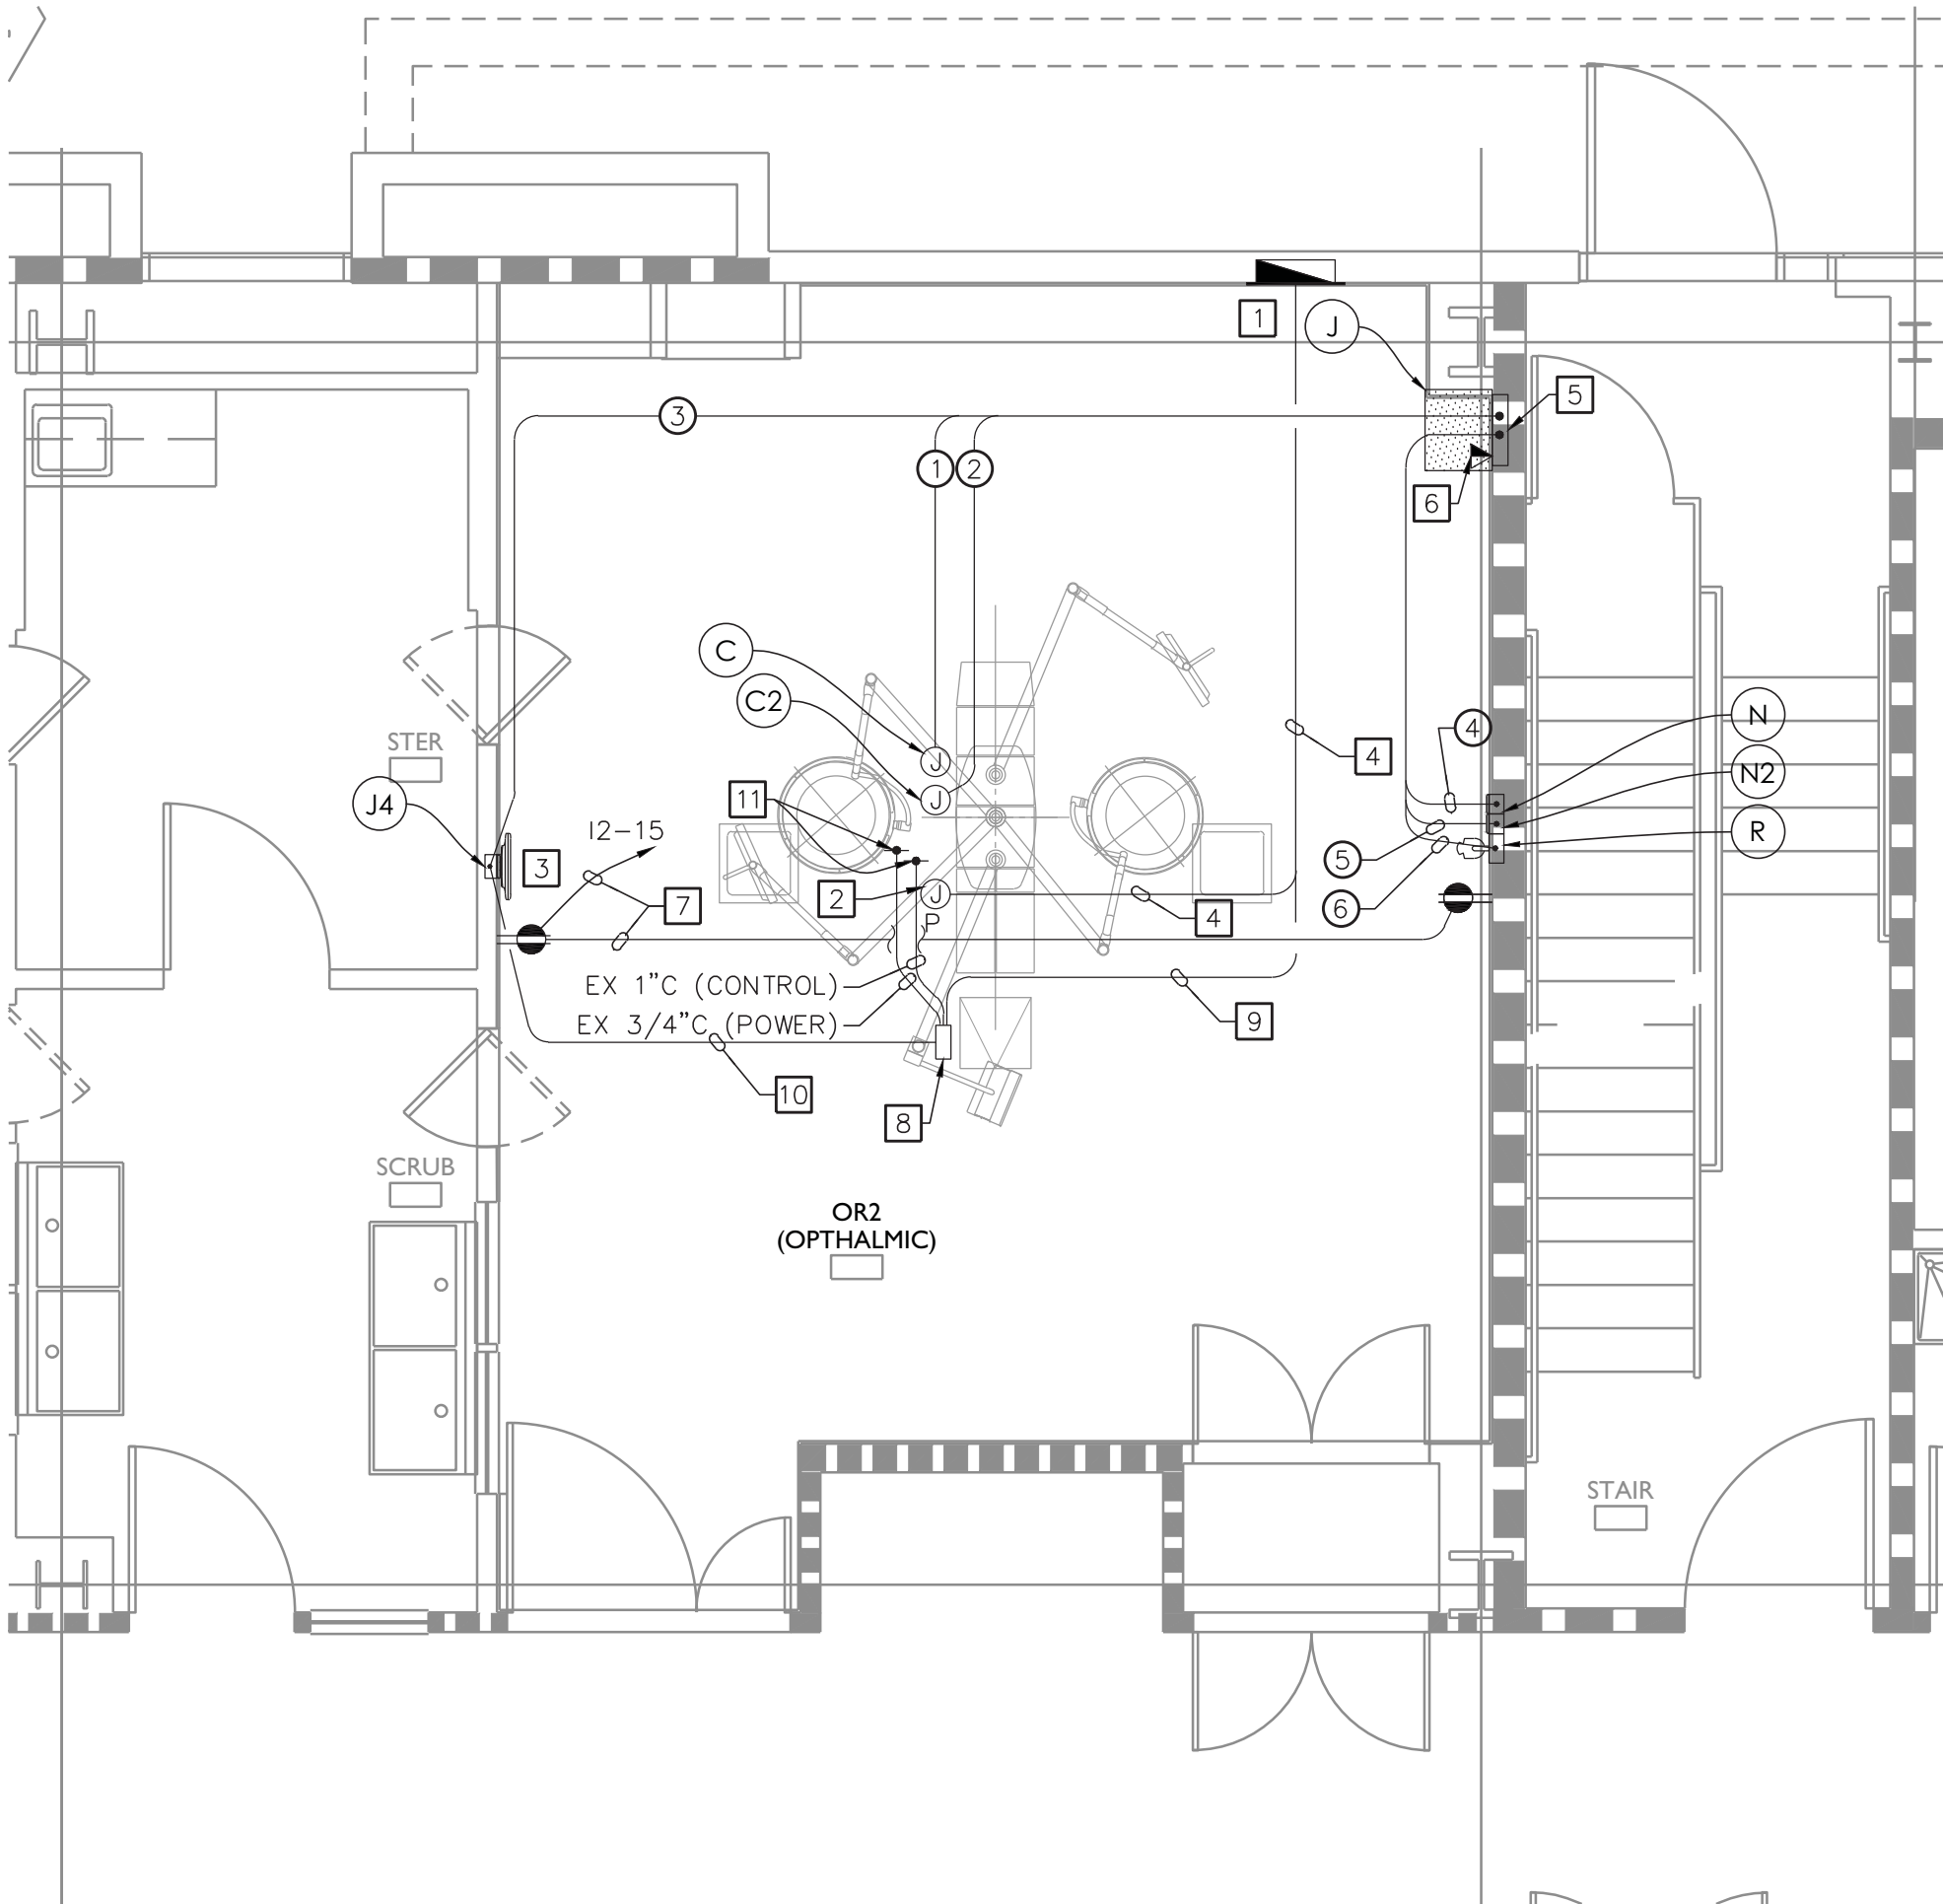 1
J
5
3
6
1
2
C
C2
N
4
4
N2
STER
11
J4
I2-15
R
3
5
2
J
J
J
7
4
6
P
EX 1"C (CONTROL)
EX 3/4"C (POWER)
9
10
8
SCRUB
OR2
(OPTHALMIC)
STAIR